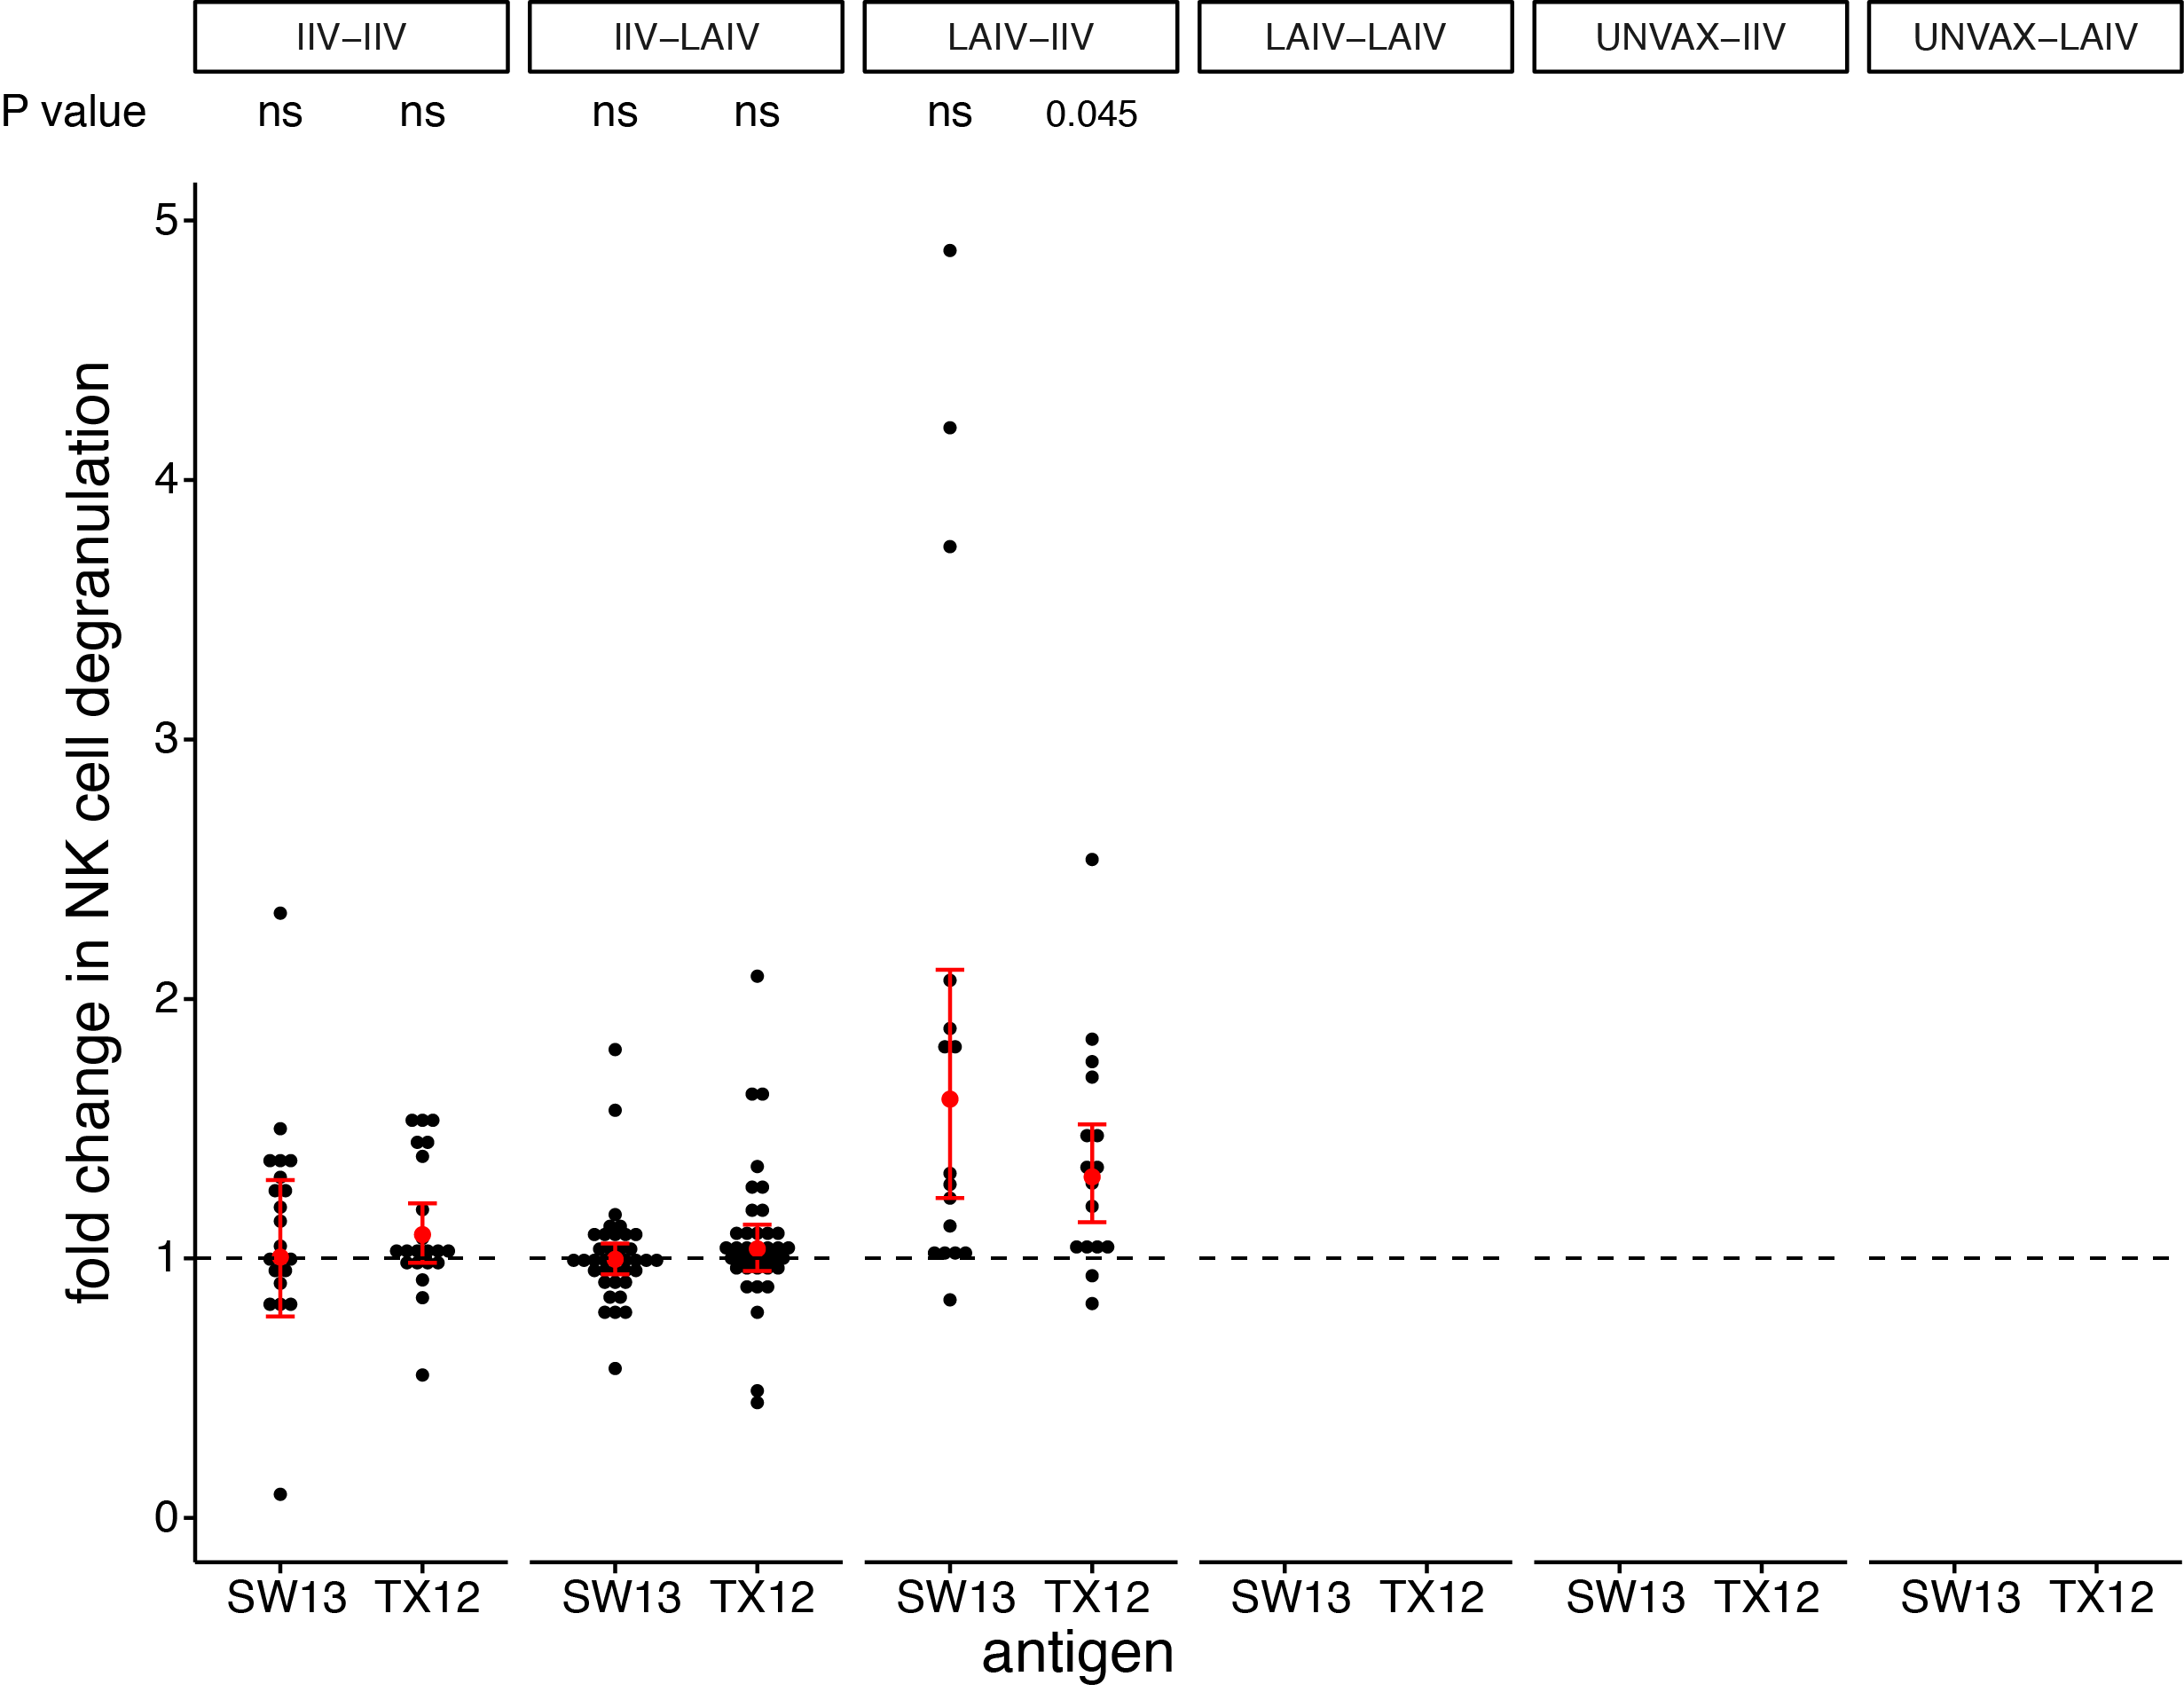 IIV–IIV IIV–LAIV LAIV–IIV LAIV–LAIV UNVAX–IIV UNVAX–LAIV
P value ns ns ns ns ns 0.045
fold change in NK cell degranulation
5
4
3
2
1
0
SW13 TX12 SW13 TX12 SW13 TX12 SW13 TX12 SW13 TX12 SW13 TX12
antigen